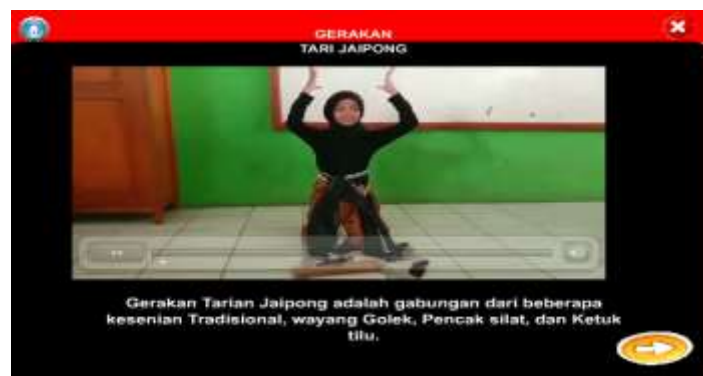 GERAKAN
TARI JAIPONG
Gerakan Tarian Jaipong adalah gabungan dari beberapa
kesenian Tradisional, wayang Golek, Pencak silat, dan Ketuk
tilu.